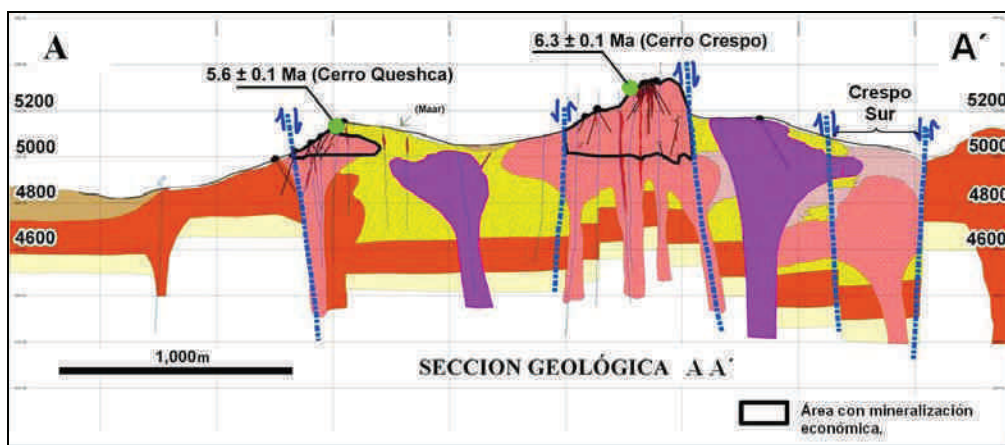 A
A´
6.3 ± 0.1 Ma (Cerro Crespo)
5.6 ± 0.1 Ma (Cerro Queshca)
(Maar)
Crespo
Sur
5200
5000
4800
4600
5200
5000
4800
4600
1,000m
SECCION GEOLÓGICA A A´
Área con mineralización
económica.